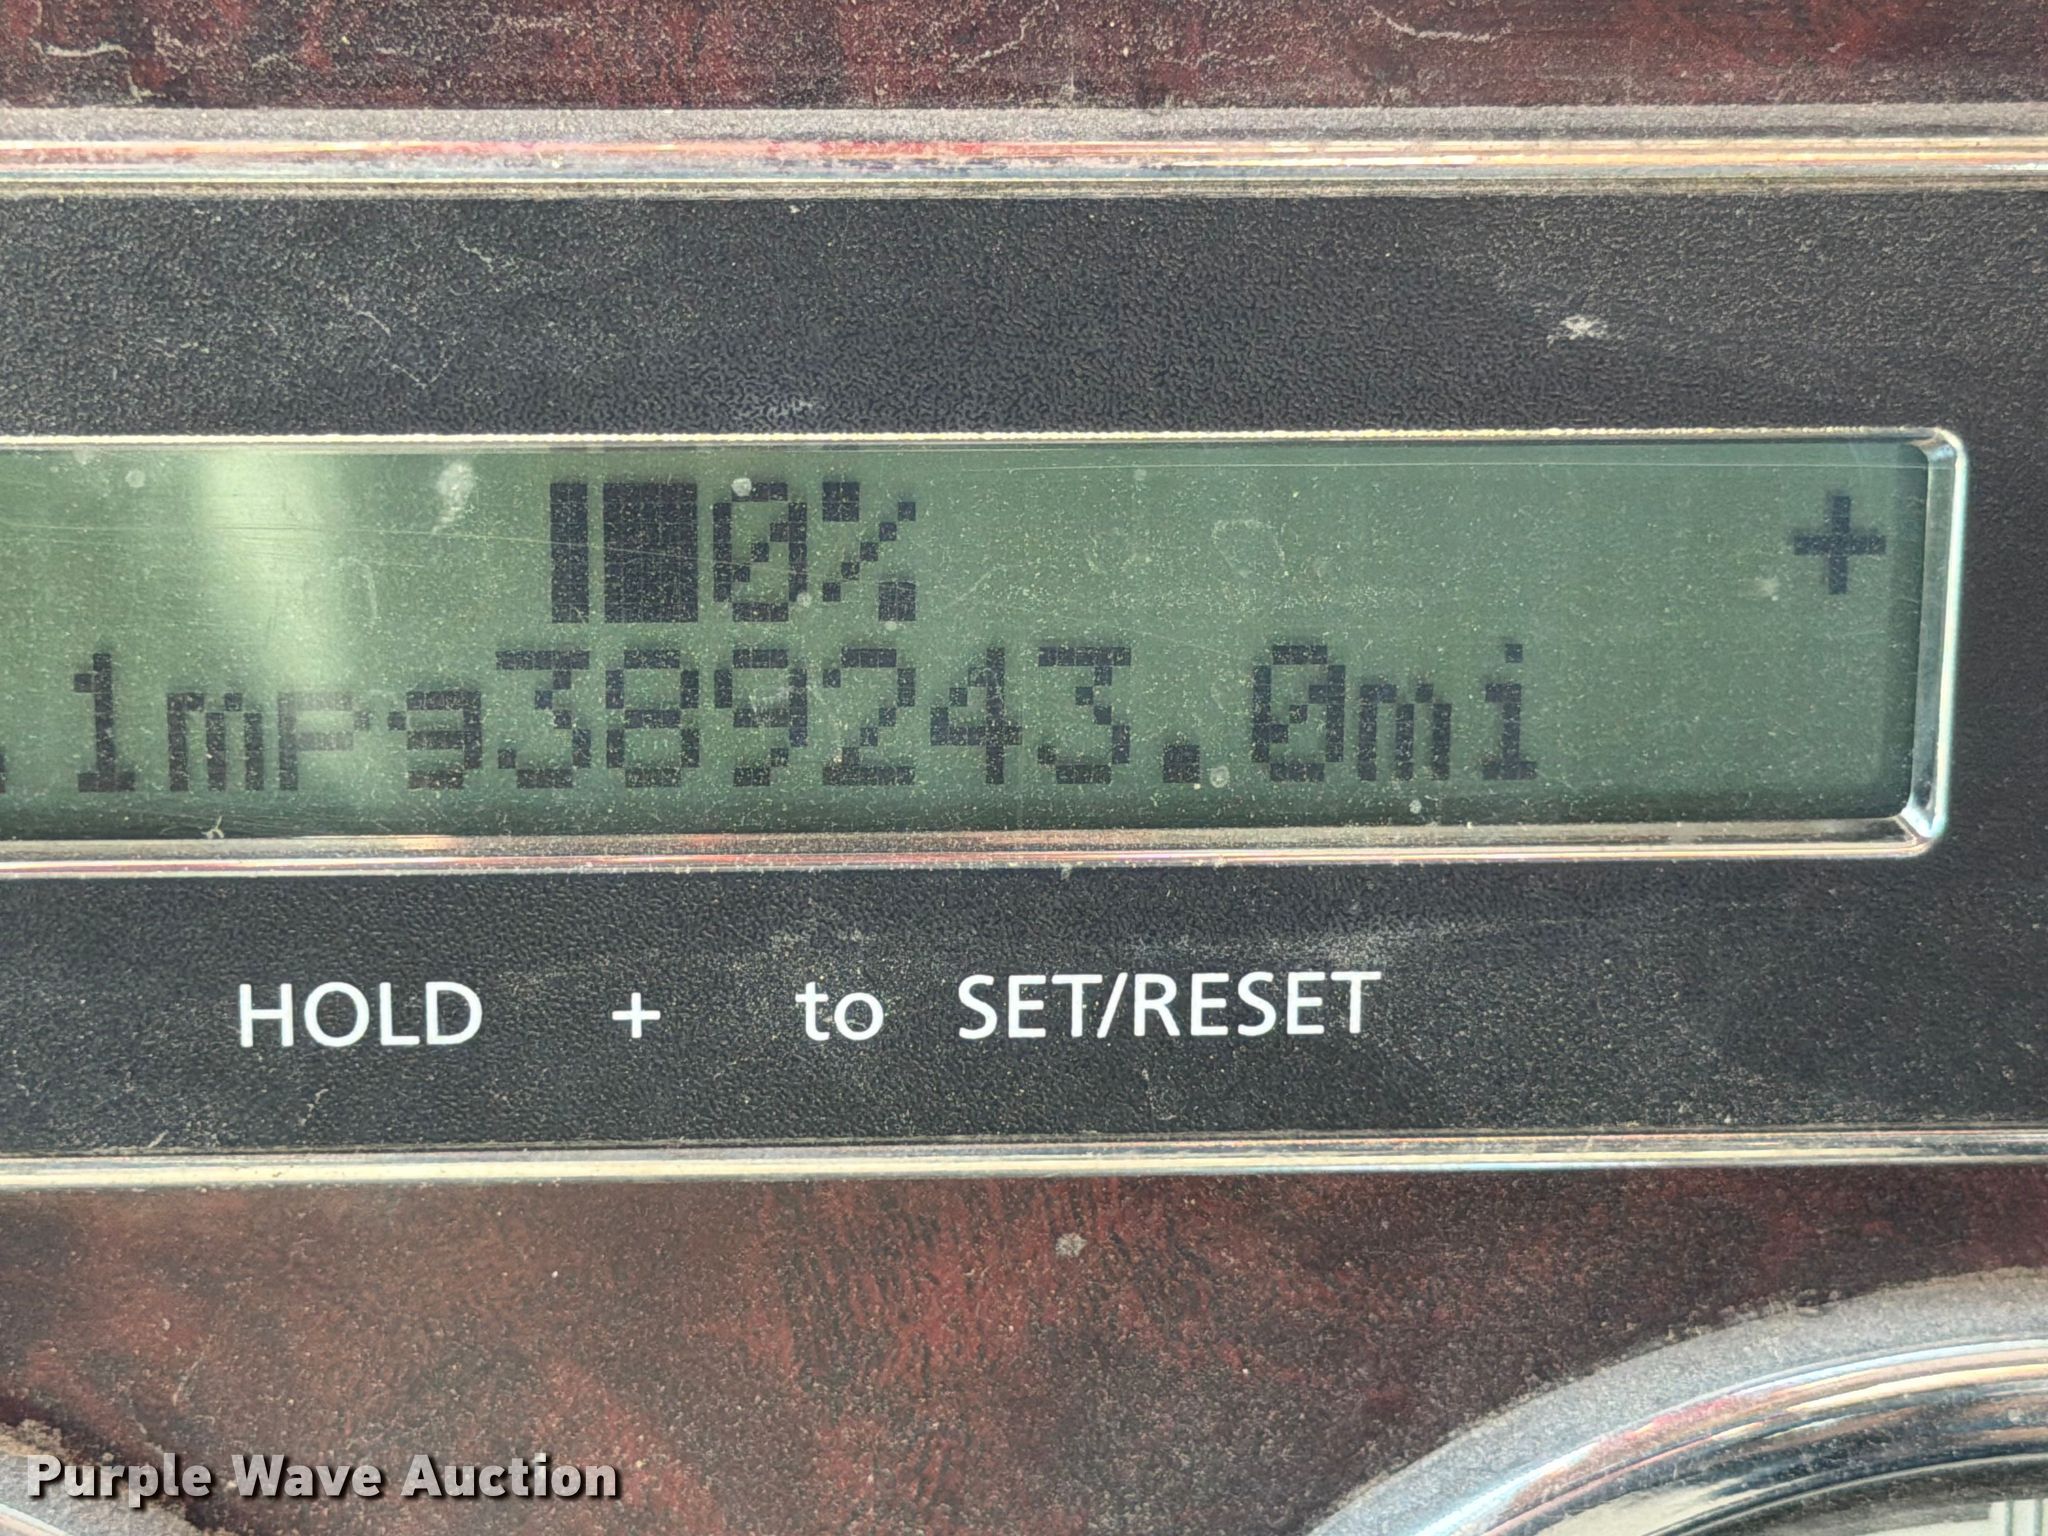 0% +
.1mpg389243.0mi
HOLD + to SET/RESET
Purple Wave Auction